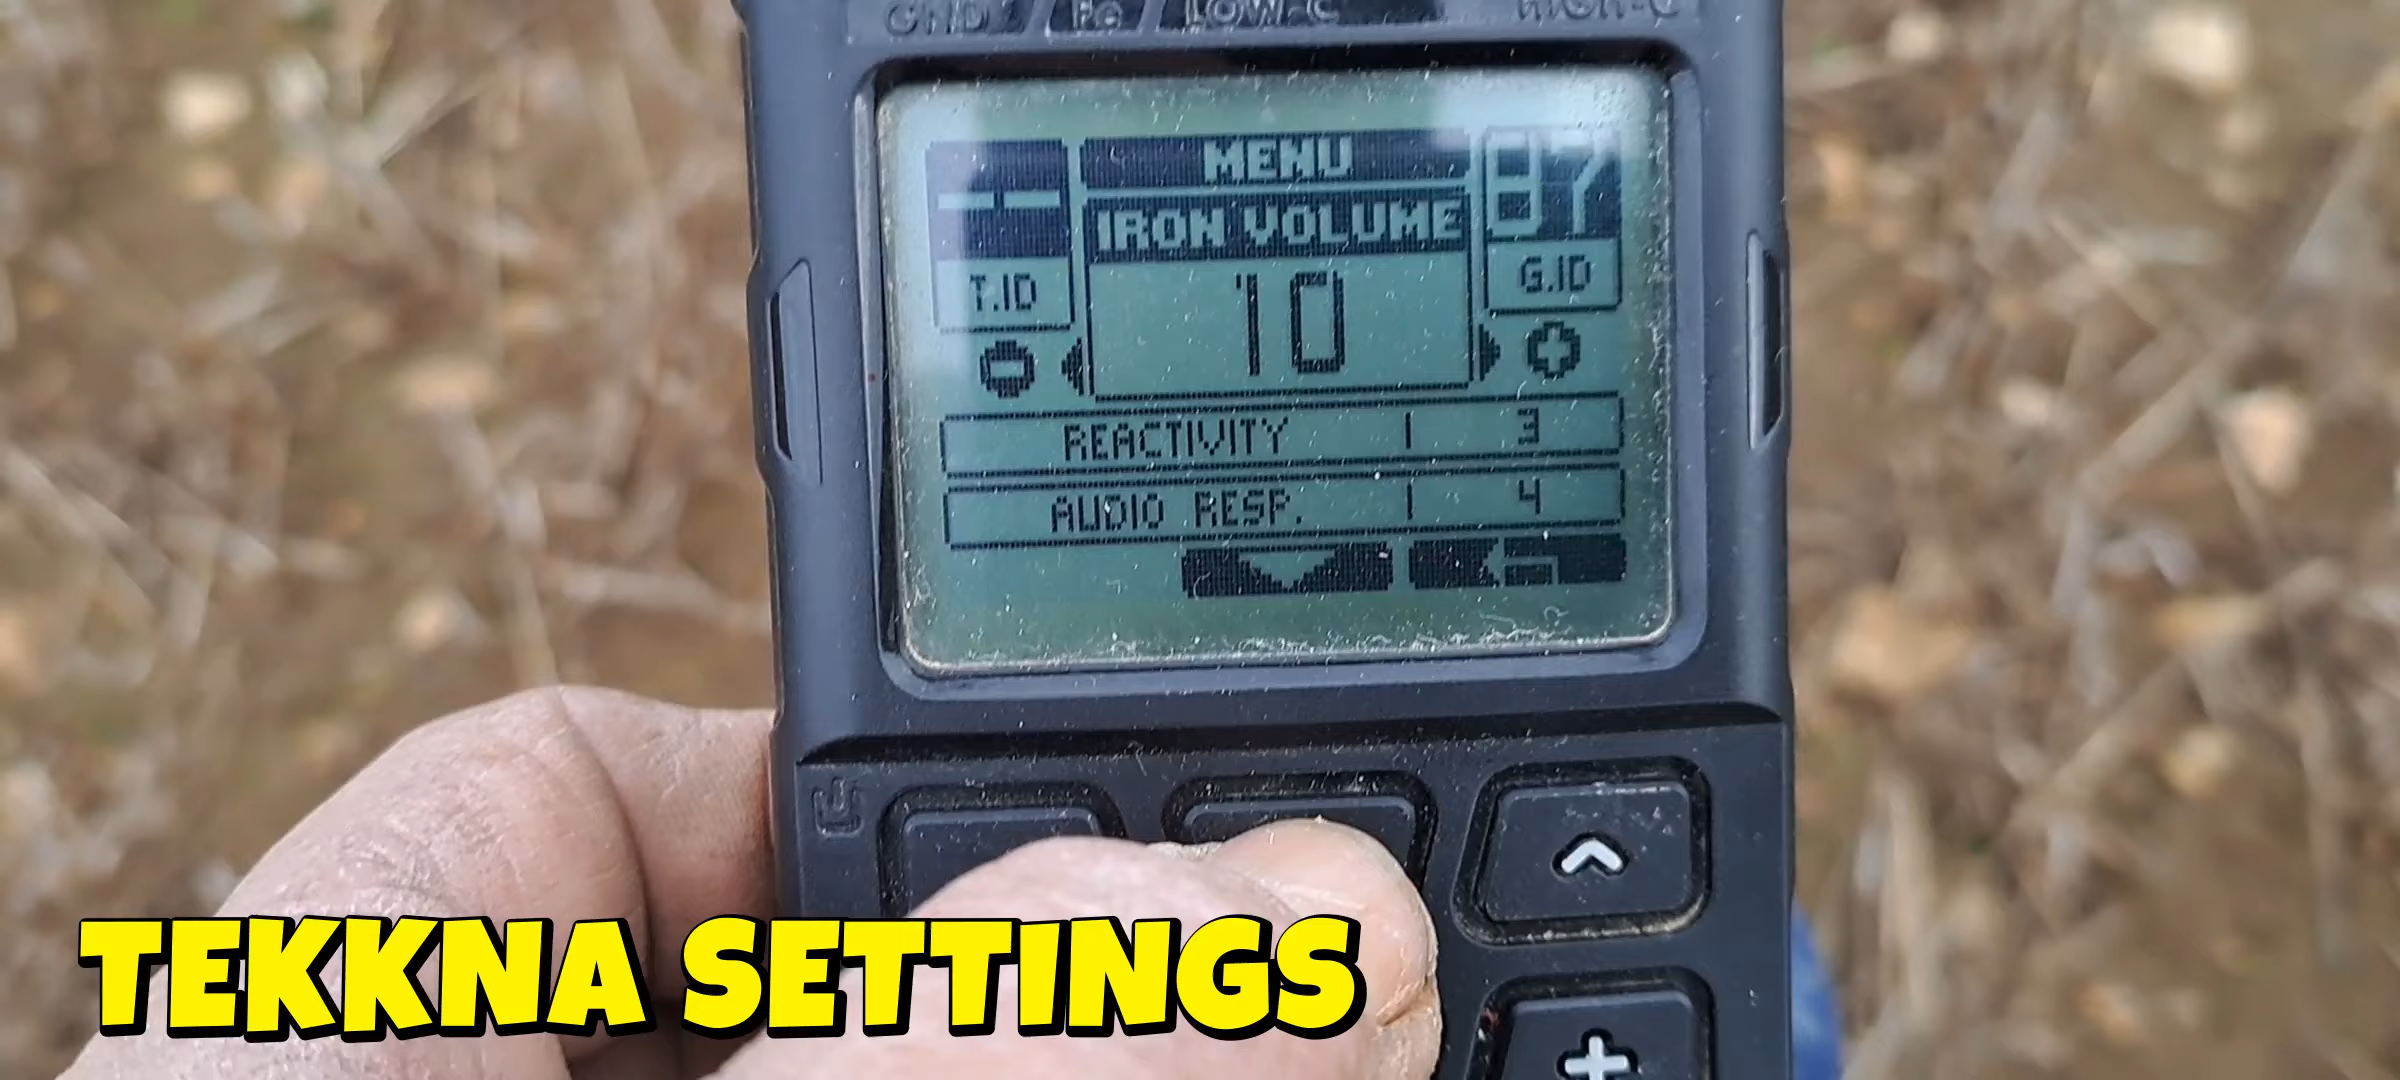 GND Fe LOW-C HIGH-C
MENU
-- IRON VOLUME 87
T.ID 10 G.ID
REACTIVITY 3
AUDIO RESP. 4
TEKKNA SETTINGS